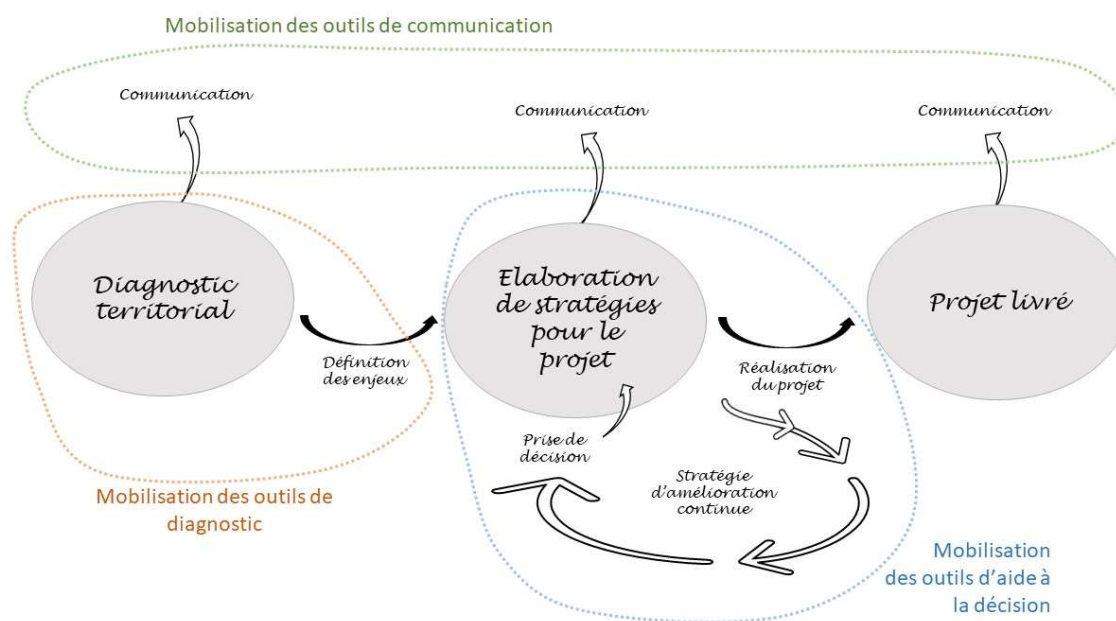 Mobilisation des outils de communication
Communication
Communication
Communication
Diagnostic
territorial
Définition
des enjeux
Elaboration
de stratégies
pour le
projet
Réalisation
du projet
Projet livré
Prise de
décision
Stratégie
d'amélioration
continue
Mobilisation des outils de
diagnostic
Mobilisation
des outils d'aide à
la décision